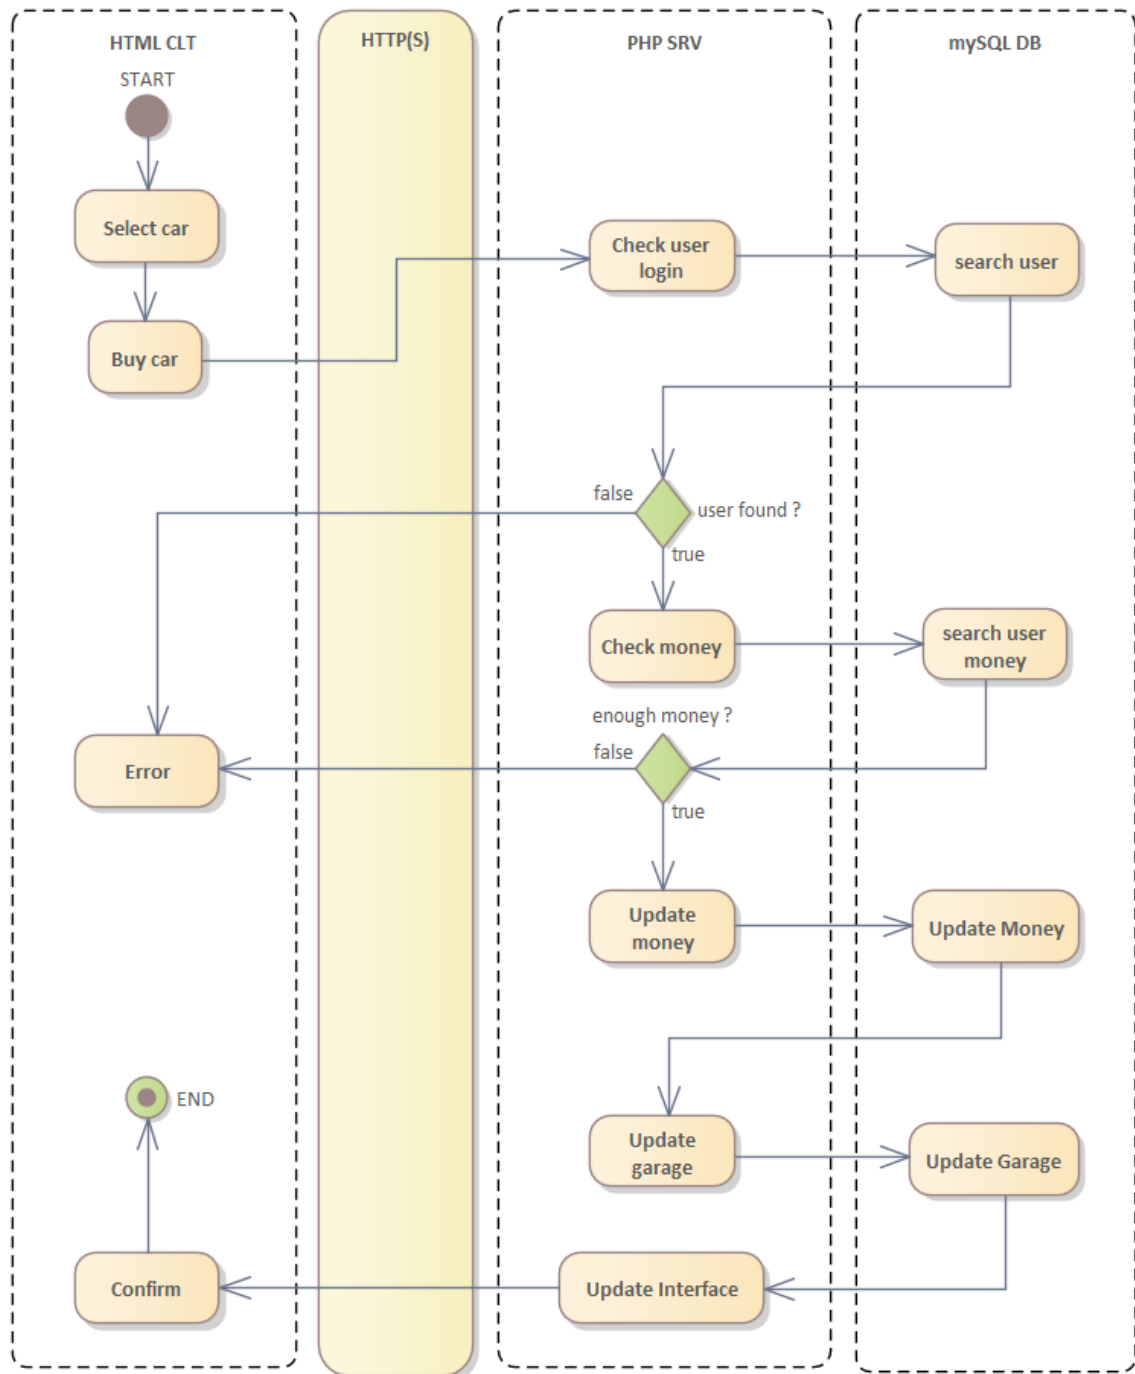 HTML CLT
HTTP(S)
PHP SRV
mySQL DB
START
Select car
Check user
login
search user
Buy car
false
user found ?
true
Check money
search user
money
enough money ?
false
Error
true
Update
money
Update Money
END
Update
garage
Update Garage
Confirm
Update Interface